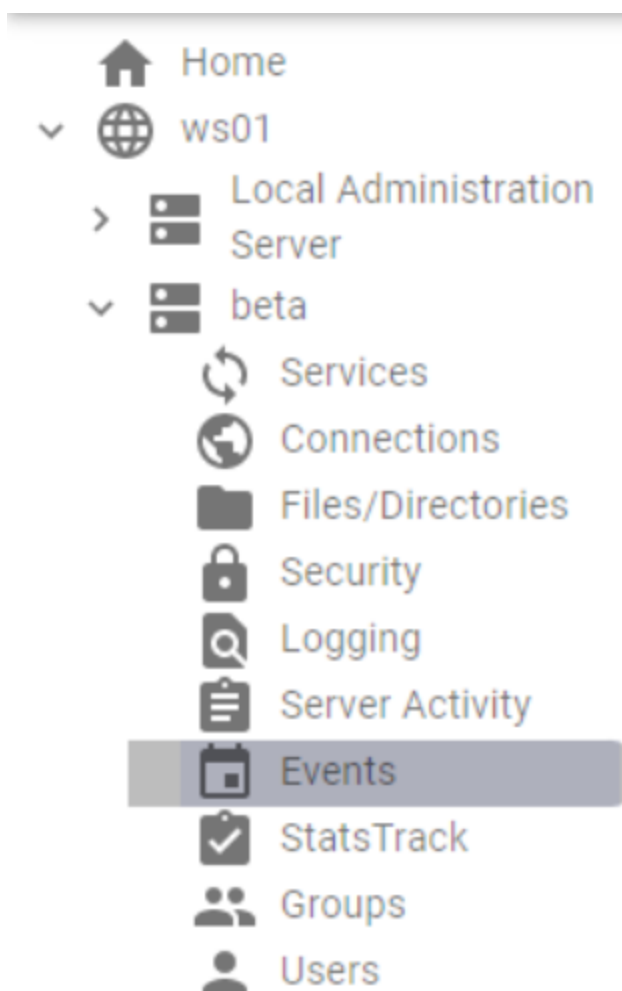 Home
ws01
Local Administration
Server
beta
Services
Connections
Files/Directories
Security
Logging
Server Activity
Events
StatsTrack
Groups
Users